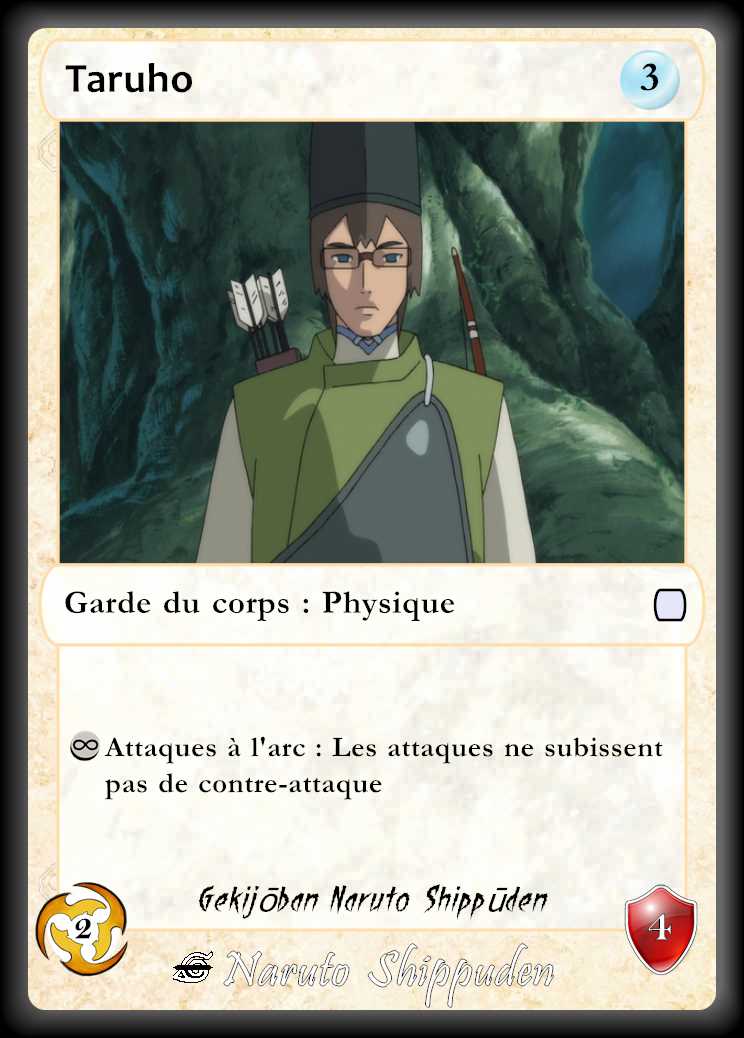 Taruho
3
Garde du corps : Physique
∞ Attaques à l'arc : Les attaques ne subissent
pas de contre-attaque
Gekijōban Naruto Shippūden
2
4
Naruto Shippuden